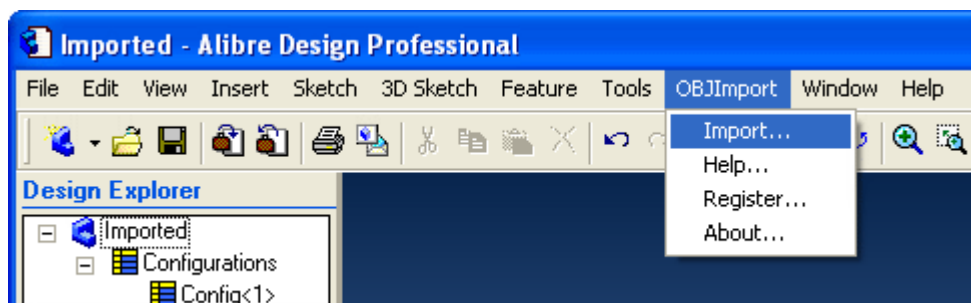 Imported - Alibre Design Professional
File Edit View Insert Sketch 3D Sketch Feature Tools OBJImport Window Help
Import...
Help...
Register...
About...
Design Explorer
Imported
Configurations
Config<1>